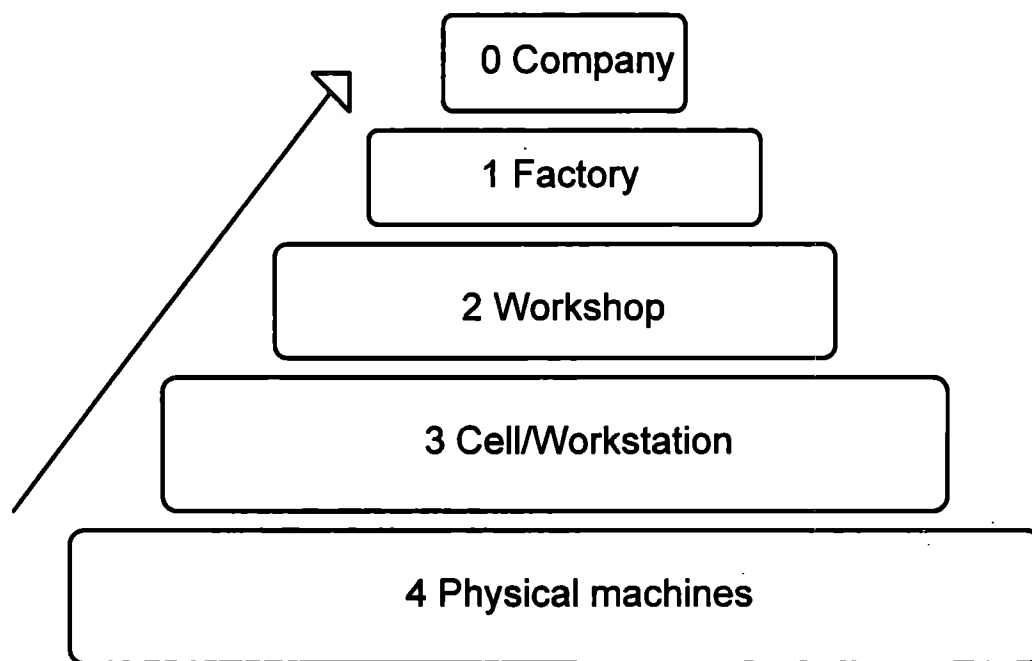 0 Company
1 Factory
2 Workshop
3 Cell/Workstation
4 Physical machines